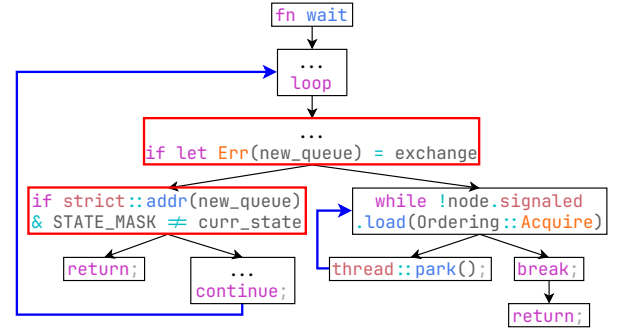 fn wait
...
loop
...
if let Err(new_queue) = exchange
if strict::addr(new_queue)
& STATE_MASK ≠ curr_state
while !node.signaled
.load(Ordering::Acquire)
return;
...
continue;
thread::park();
break;
return;